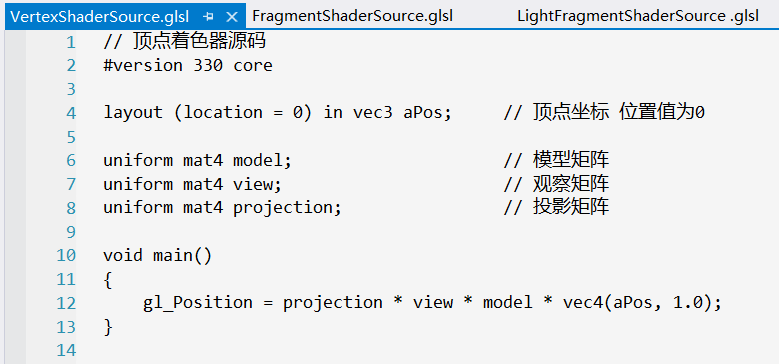 VertexShaderSource.glsl FragmentShaderSource.glsl LightFragmentShaderSource .glsl
1 // 顶点着色器源码
2 #version 330 core
3
4 layout (location = 0) in vec3 aPos; // 顶点坐标 位置值为0
5
6 uniform mat4 model; // 模型矩阵
7 uniform mat4 view; // 观察矩阵
8 uniform mat4 projection; // 投影矩阵
9
10 void main()
11 {
12 gl_Position = projection * view * model * vec4(aPos, 1.0);
13 }
14